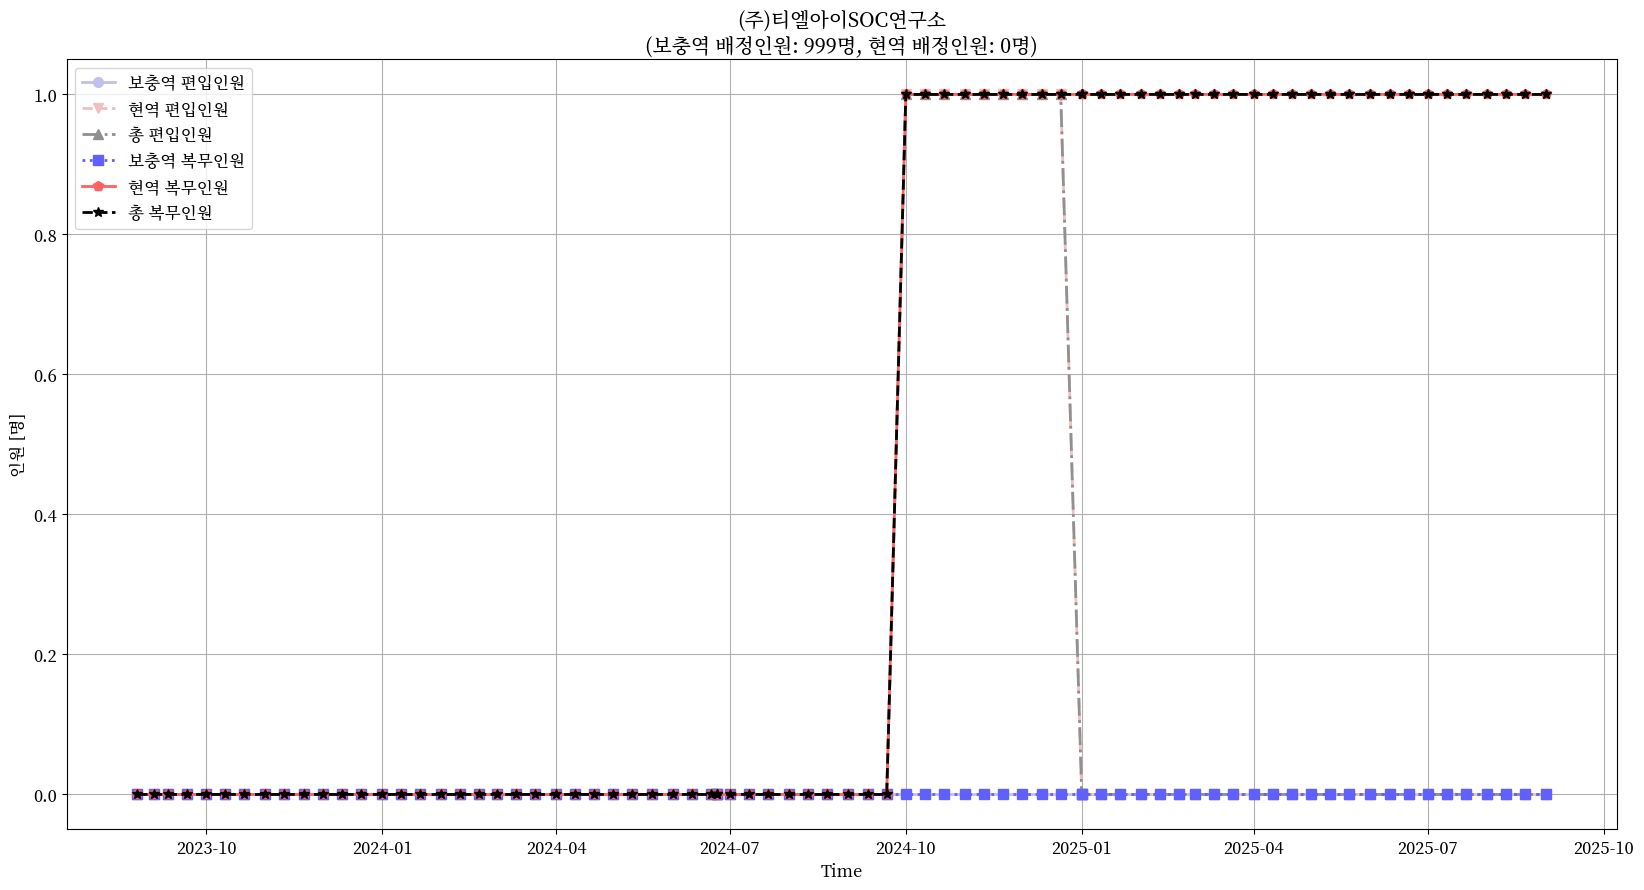 (주)티엘아이SOC연구소
(보충역 배정인원: 999명, 현역 배정인원: 0명)
보충역 편입인원
현역 편입인원
총 편입인원
보충역 복무인원
현역 복무인원
총 복무인원
1.0
0.8
0.6
0.4
0.2
0.0
인원 [명]
2023-10
2024-01
2024-04
2024-07
2024-10
2025-01
2025-04
2025-07
2025-10
Time